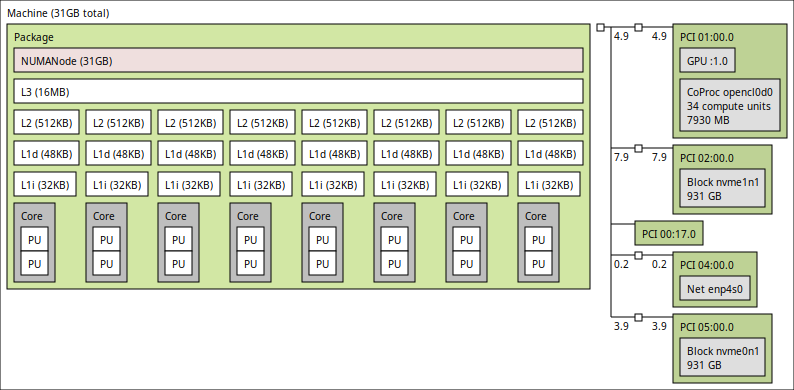 Machine (31GB total)
Package
NUMANode (31GB)
L3 (16MB)
L2 (512KB) L2 (512KB) L2 (512KB) L2 (512KB) L2 (512KB) L2 (512KB) L2 (512KB) L2 (512KB)
L1d (48KB) L1d (48KB) L1d (48KB) L1d (48KB) L1d (48KB) L1d (48KB) L1d (48KB) L1d (48KB)
L1i (32KB) L1i (32KB) L1i (32KB) L1i (32KB) L1i (32KB) L1i (32KB) L1i (32KB) L1i (32KB)
Core Core Core Core Core Core Core Core
PU PU PU PU PU PU PU PU
PU PU PU PU PU PU PU PU
4.9 4.9 PCI 01:00.0
GPU :1.0
CoProc opencl0d0
34 compute units
7930 MB
7.9 7.9 PCI 02:00.0
Block nvme1n1
931 GB
PCI 00:17.0
0.2 0.2 PCI 04:00.0
Net enp4s0
3.9 3.9 PCI 05:00.0
Block nvme0n1
931 GB